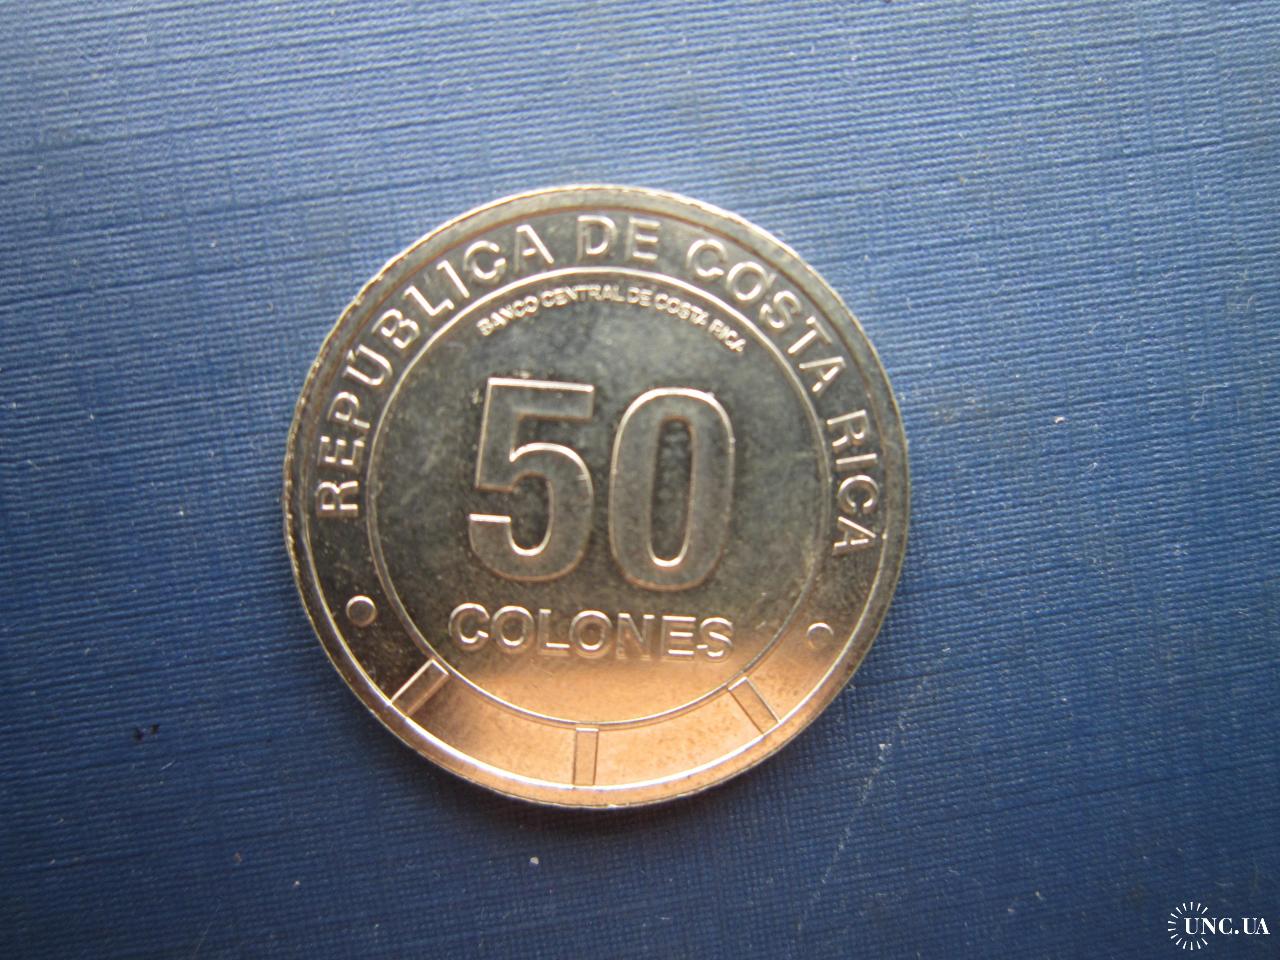 REPÚBLICA DE COSTA RICA
BANCO CENTRAL DE COSTA RICA
50
COLONES
UNC.UA